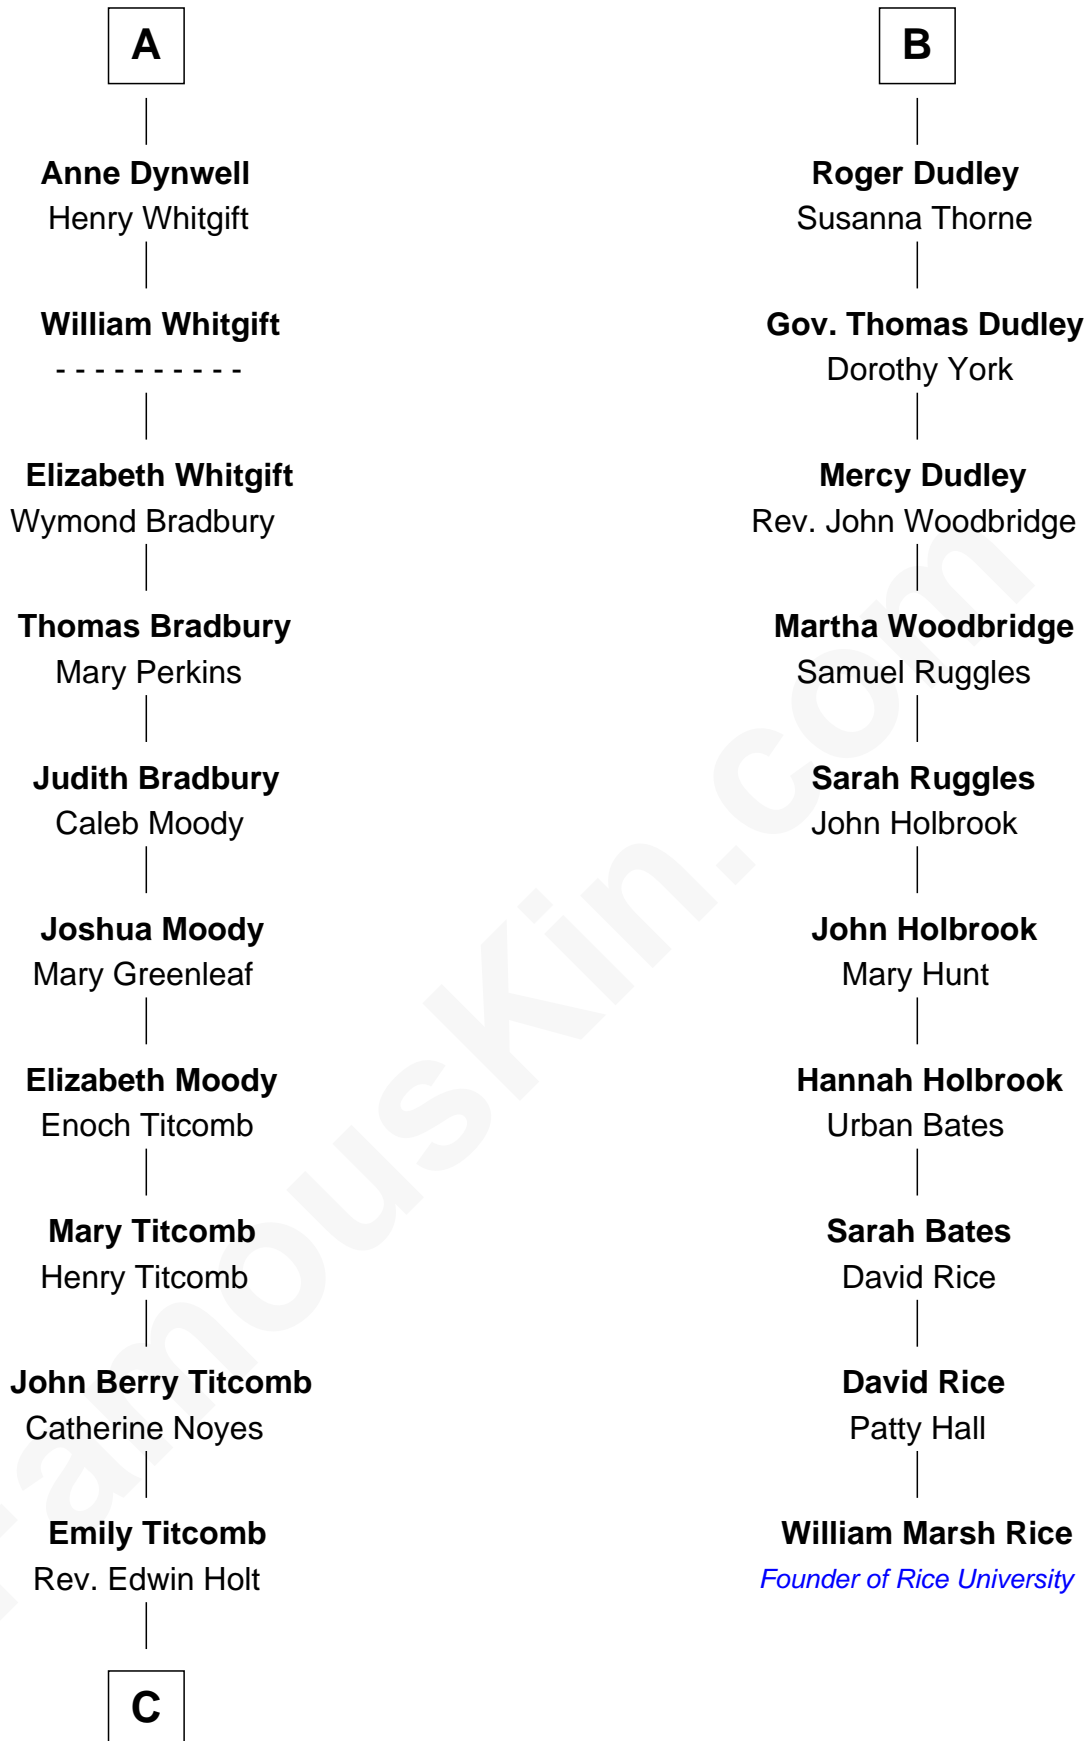 A
Anne Dynwell
Henry Whitgift
William Whitgift
- - - - - - - - - -
Elizabeth Whitgift
Wymond Bradbury
Thomas Bradbury
Mary Perkins
Judith Bradbury
Caleb Moody
Joshua Moody
Mary Greenleaf
Elizabeth Moody
Enoch Titcomb
Mary Titcomb
Henry Titcomb
John Berry Titcomb
Catherine Noyes
Emily Titcomb
Rev. Edwin Holt
C
B
Roger Dudley
Susanna Thorne
Gov. Thomas Dudley
Dorothy York
Mercy Dudley
Rev. John Woodbridge
Martha Woodbridge
Samuel Ruggles
Sarah Ruggles
John Holbrook
John Holbrook
Mary Hunt
Hannah Holbrook
Urban Bates
Sarah Bates
David Rice
David Rice
Patty Hall
William Marsh Rice
Founder of Rice University
FamousKin.com